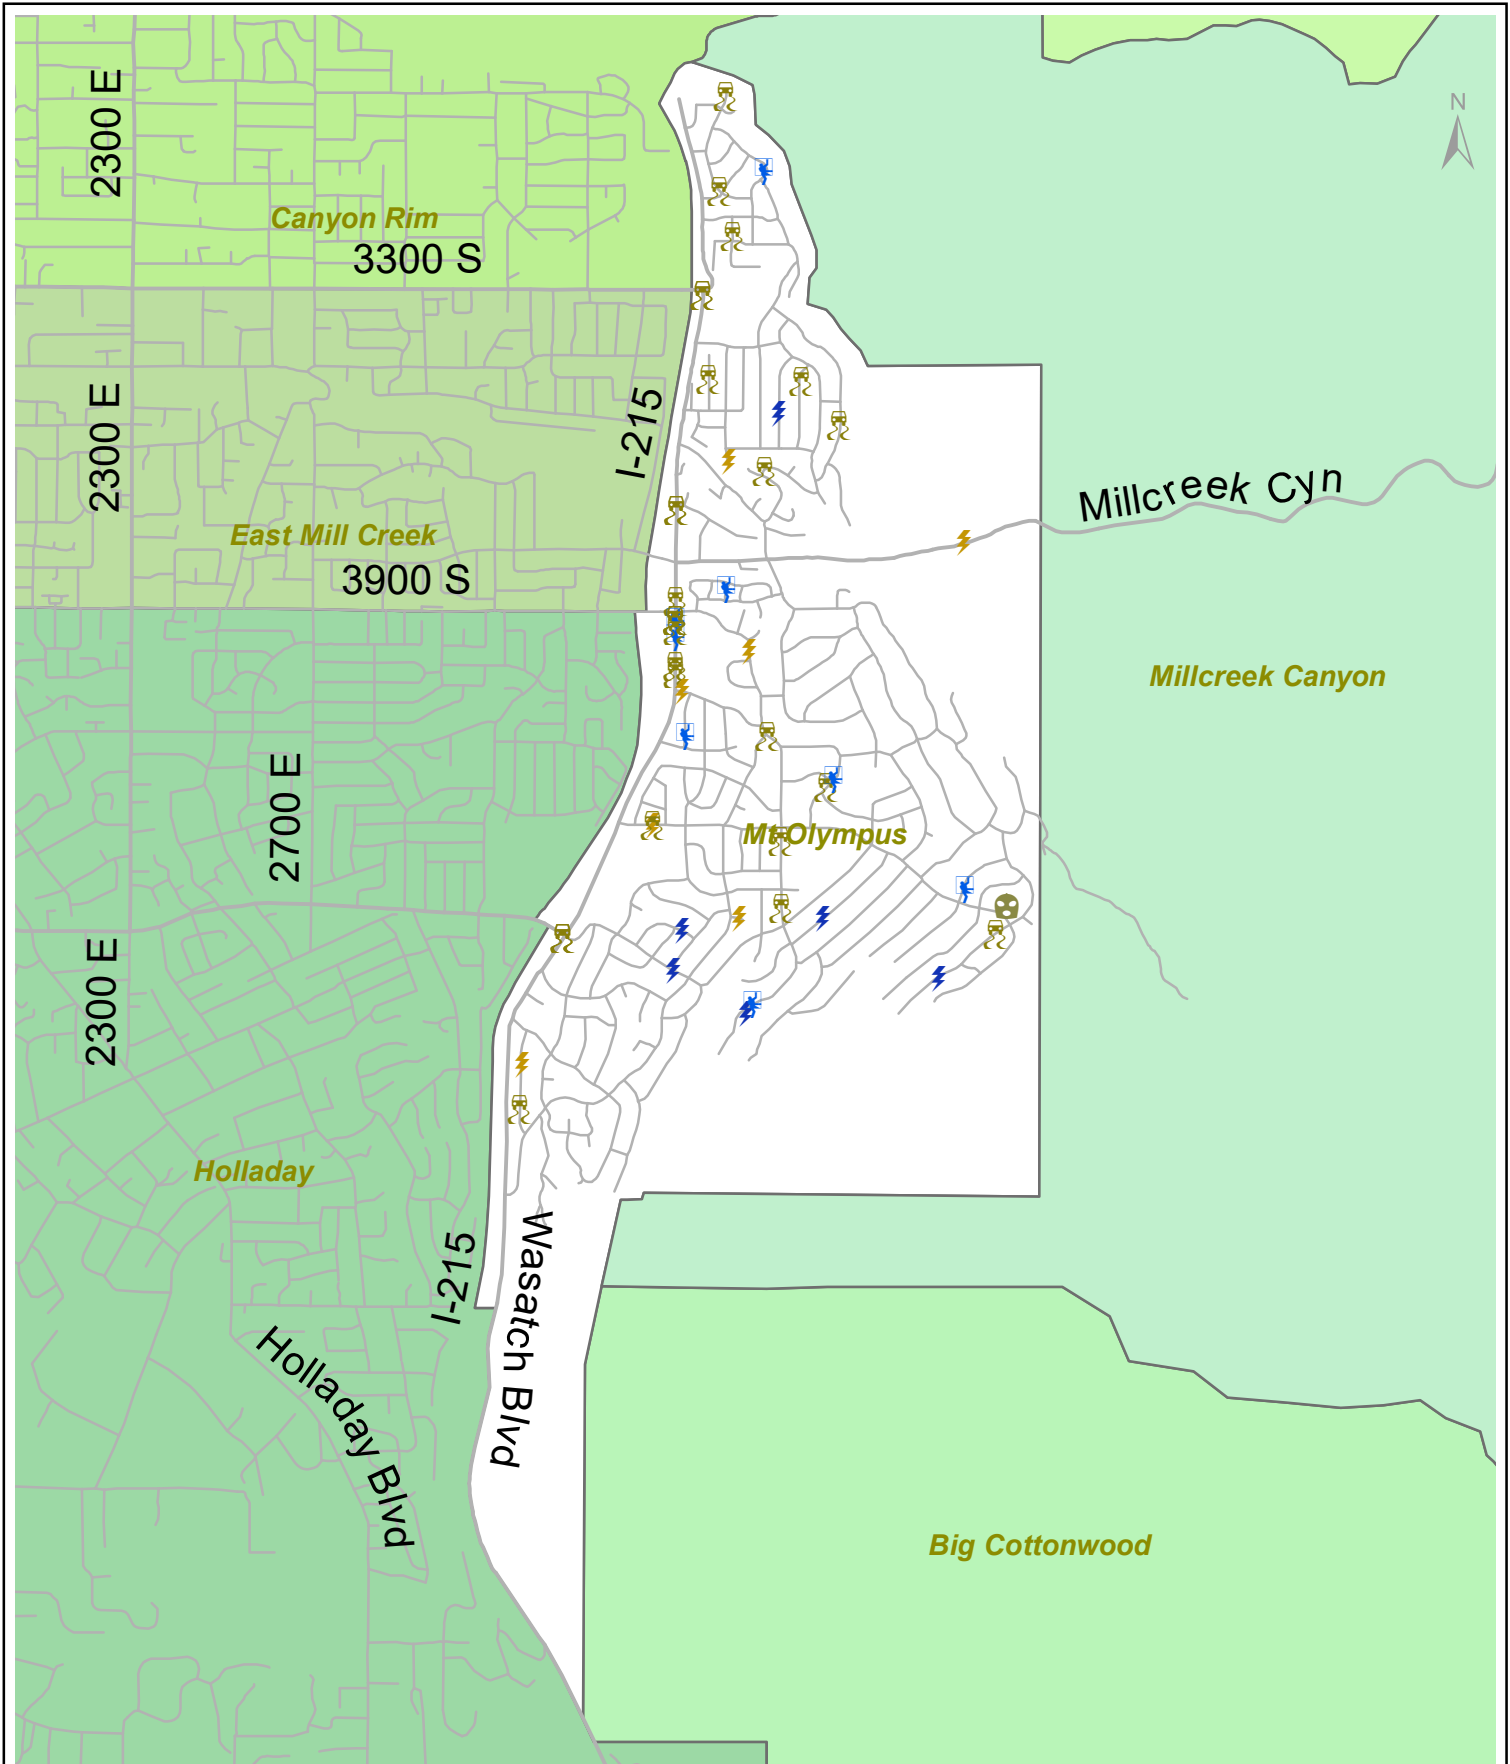 N
2300 E
Canyon Rim
3300 S
2300 E
I-215
Millcreek Cyn
East Mill Creek
3900 S
Millcreek Canyon
2700 E
Mt Olympus
2300 E
Holladay
I-215
Wasatch Blvd
Holladay Blvd
Big Cottonwood